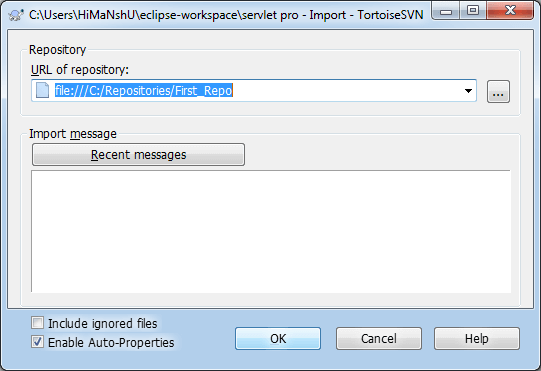 C:\Users\HiMaNshU\eclipse-workspace\servlet pro - Import - TortoiseSVN
Repository
URL of repository:
file:///C:/Repositories/First_Repo
...
Import message
Recent messages
Include ignored files
Enable Auto-Properties
OK
Cancel
Help